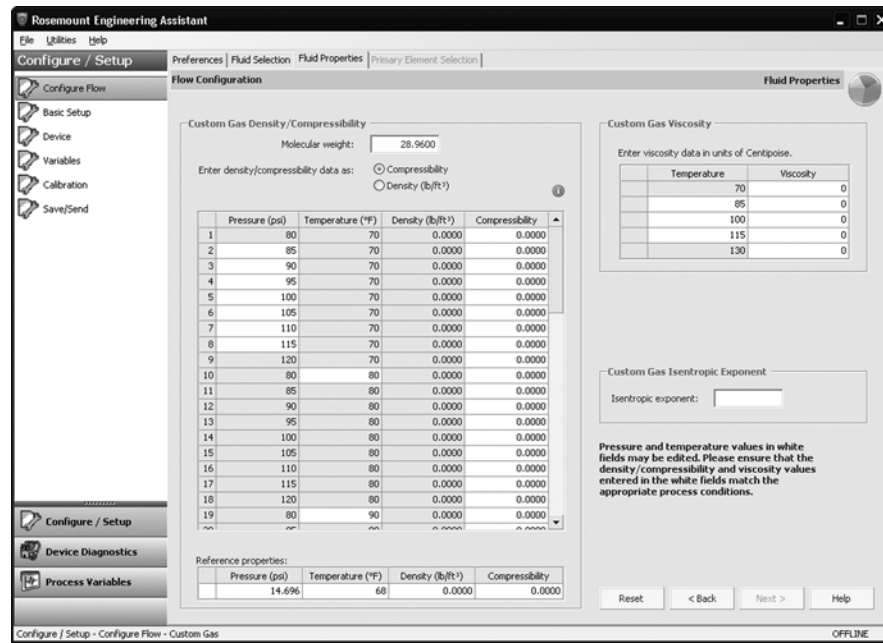 Rosemount Engineering Assistant
File Utilities Help
Configure / Setup
Configure Flow
Basic Setup
Device
Variables
Calibration
Save/Send
Configure / Setup
Device Diagnostics
Process Variables
Preferences Fluid Selection Fluid Properties Primary Element Selection
Flow Configuration Fluid Properties
Custom Gas Density/Compressibility
Molecular weight: 28.9600
Enter density/compressibility data as: Compressibility
Density (lb/ft³)
Pressure (psi) Temperature (°F) Density (lb/ft³) Compressibility
1 80 70 0.0000 0.0000
2 85 70 0.0000 0.0000
3 90 70 0.0000 0.0000
4 95 70 0.0000 0.0000
5 100 70 0.0000 0.0000
6 105 70 0.0000 0.0000
7 110 70 0.0000 0.0000
8 115 70 0.0000 0.0000
9 120 70 0.0000 0.0000
10 80 80 0.0000 0.0000
11 85 80 0.0000 0.0000
12 90 80 0.0000 0.0000
13 95 80 0.0000 0.0000
14 100 80 0.0000 0.0000
15 105 80 0.0000 0.0000
16 110 80 0.0000 0.0000
17 115 80 0.0000 0.0000
18 120 80 0.0000 0.0000
19 80 90 0.0000 0.0000
Reference properties:
Pressure (psi) Temperature (°F) Density (lb/ft³) Compressibility
14.696 68 0.0000 0.0000
Custom Gas Viscosity
Enter viscosity data in units of Centipoise.
Temperature Viscosity
70 0
85 0
100 0
115 0
130 0
Custom Gas Isentropic Exponent
Isentropic exponent:
Pressure and temperature values in white
fields may be edited. Please ensure that the
density/compressibility and viscosity values
entered in the white fields match the
appropriate process conditions.
Reset < Back Next > Help
Configure / Setup - Configure Flow - Custom Gas OFFLINE